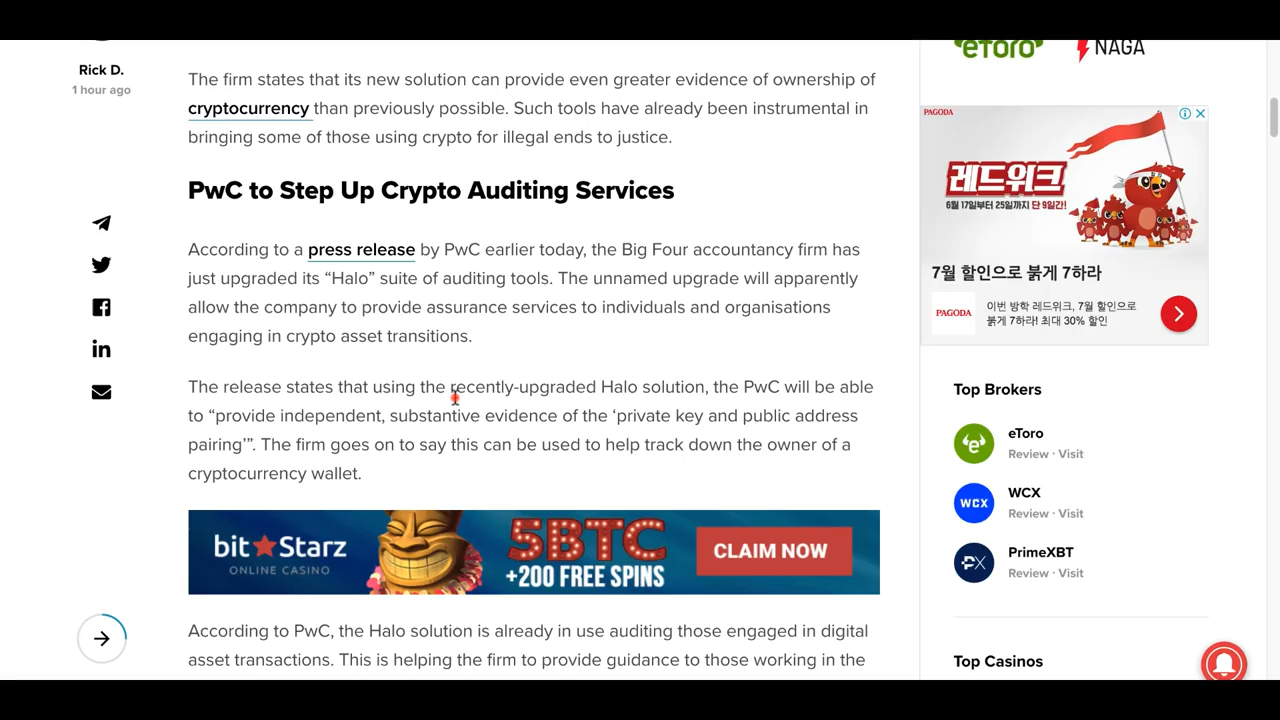 Rick D.
1 hour ago
The firm states that its new solution can provide even greater evidence of ownership of
cryptocurrency than previously possible. Such tools have already been instrumental in
bringing some of those using crypto for illegal ends to justice.
PwC to Step Up Crypto Auditing Services
According to a press release by PwC earlier today, the Big Four accountancy firm has
just upgraded its “Halo” suite of auditing tools. The unnamed upgrade will apparently
allow the company to provide assurance services to individuals and organisations
engaging in crypto asset transitions.
The release states that using the recently-upgraded Halo solution, the PwC will be able
to “provide independent, substantive evidence of the ‘private key and public address
pairing’”. The firm goes on to say this can be used to help track down the owner of a
cryptocurrency wallet.
bit Starz
ONLINE CASINO
5BTC
+200 FREE SPINS
CLAIM NOW
According to PwC, the Halo solution is already in use auditing those engaged in digital
asset transactions. This is helping the firm to provide guidance to those working in the
eToro
NAGA
PAGODA
레드위크
6월 17일부터 25일까지 단 9일간!
7월 할인으로 붉게 7하라
PAGODA
이번 방학 레드위크, 7월 할인으로
붉게 7하라! 최대 30% 할인
Top Brokers
eToro
Review · Visit
WCX
WCX
Review · Visit
PX
PrimeXBT
Review · Visit
Top Casinos